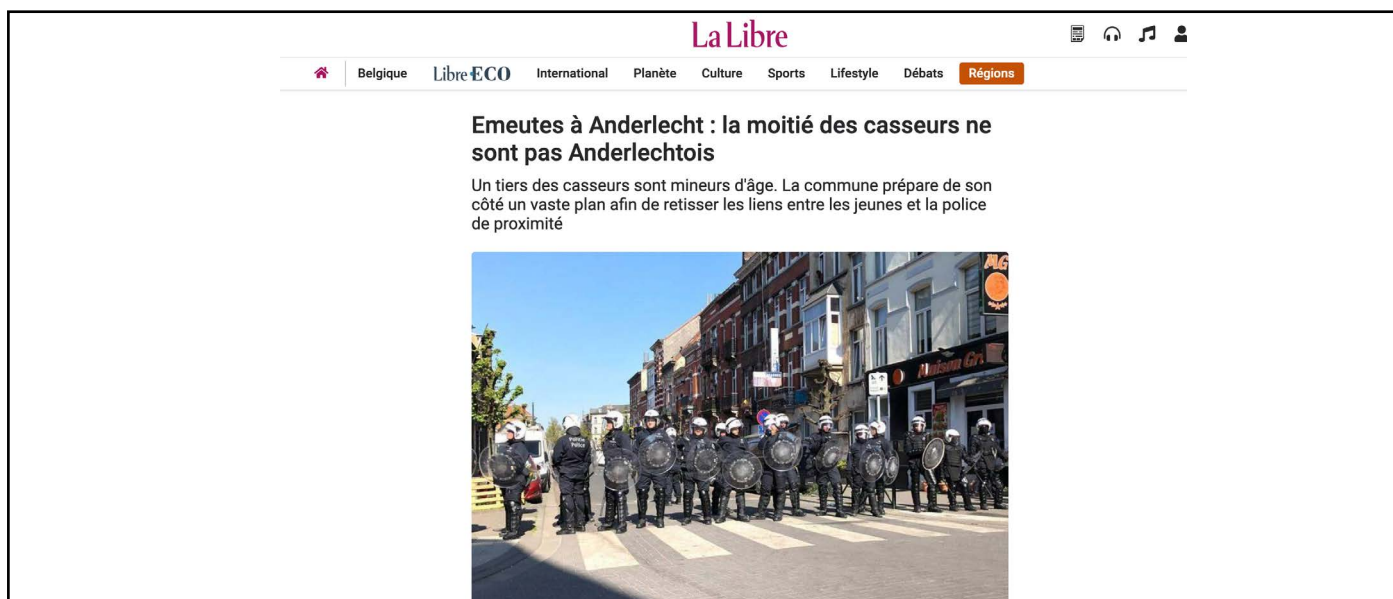 La Libre
Belgique Libre ECO International Planète Culture Sports Lifestyle Débats Régions
Emeutes à Anderlecht : la moitié des casseurs ne
sont pas Anderlechtois
Un tiers des casseurs sont mineurs d'âge. La commune prépare de son
côté un vaste plan afin de retisser les liens entre les jeunes et la police
de proximité
MG